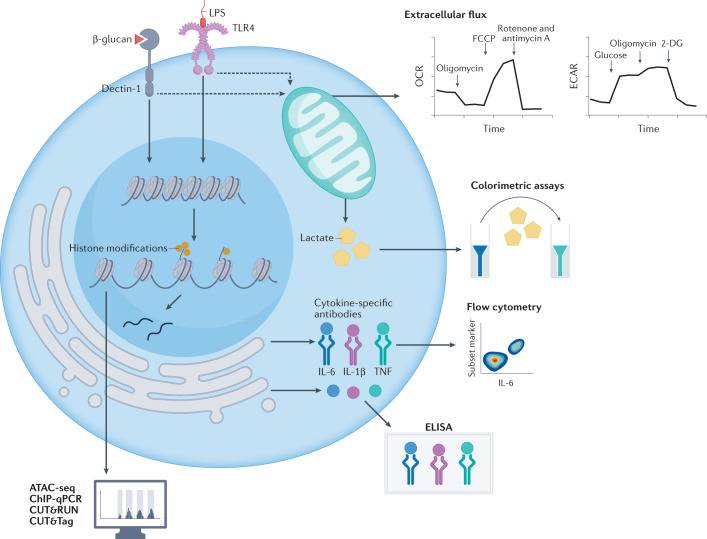 LPS
TLR4
β-glucan
Dectin-1
Extracellular flux
FCCP
Rotenone and
antimycin A
Oligomycin
OCR
Time
Oligomycin 2-DG
Glucose
ECAR
Time
Colorimetric assays
Histone modifications
Lactate
Cytokine-specific
antibodies
IL-6 IL-1β TNF
Flow cytometry
Subset marker
IL-6
ELISA
ATAC-seq
ChIP-qPCR
CUT&RUN
CUT&Tag